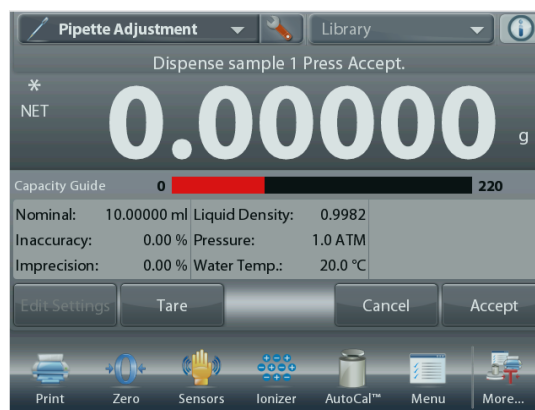 Pipette Adjustment Library
Dispense sample 1 Press Accept.
*
NET
0.00000 g
Capacity Guide 0 220
Nominal: 10.00000 ml Liquid Density: 0.9982
Inaccuracy: 0.00 % Pressure: 1.0 ATM
Imprecision: 0.00 % Water Temp.: 20.0 °C
Edit Settings Tare Cancel Accept
Print Zero Sensors Ionizer AutoCal™ Menu More...